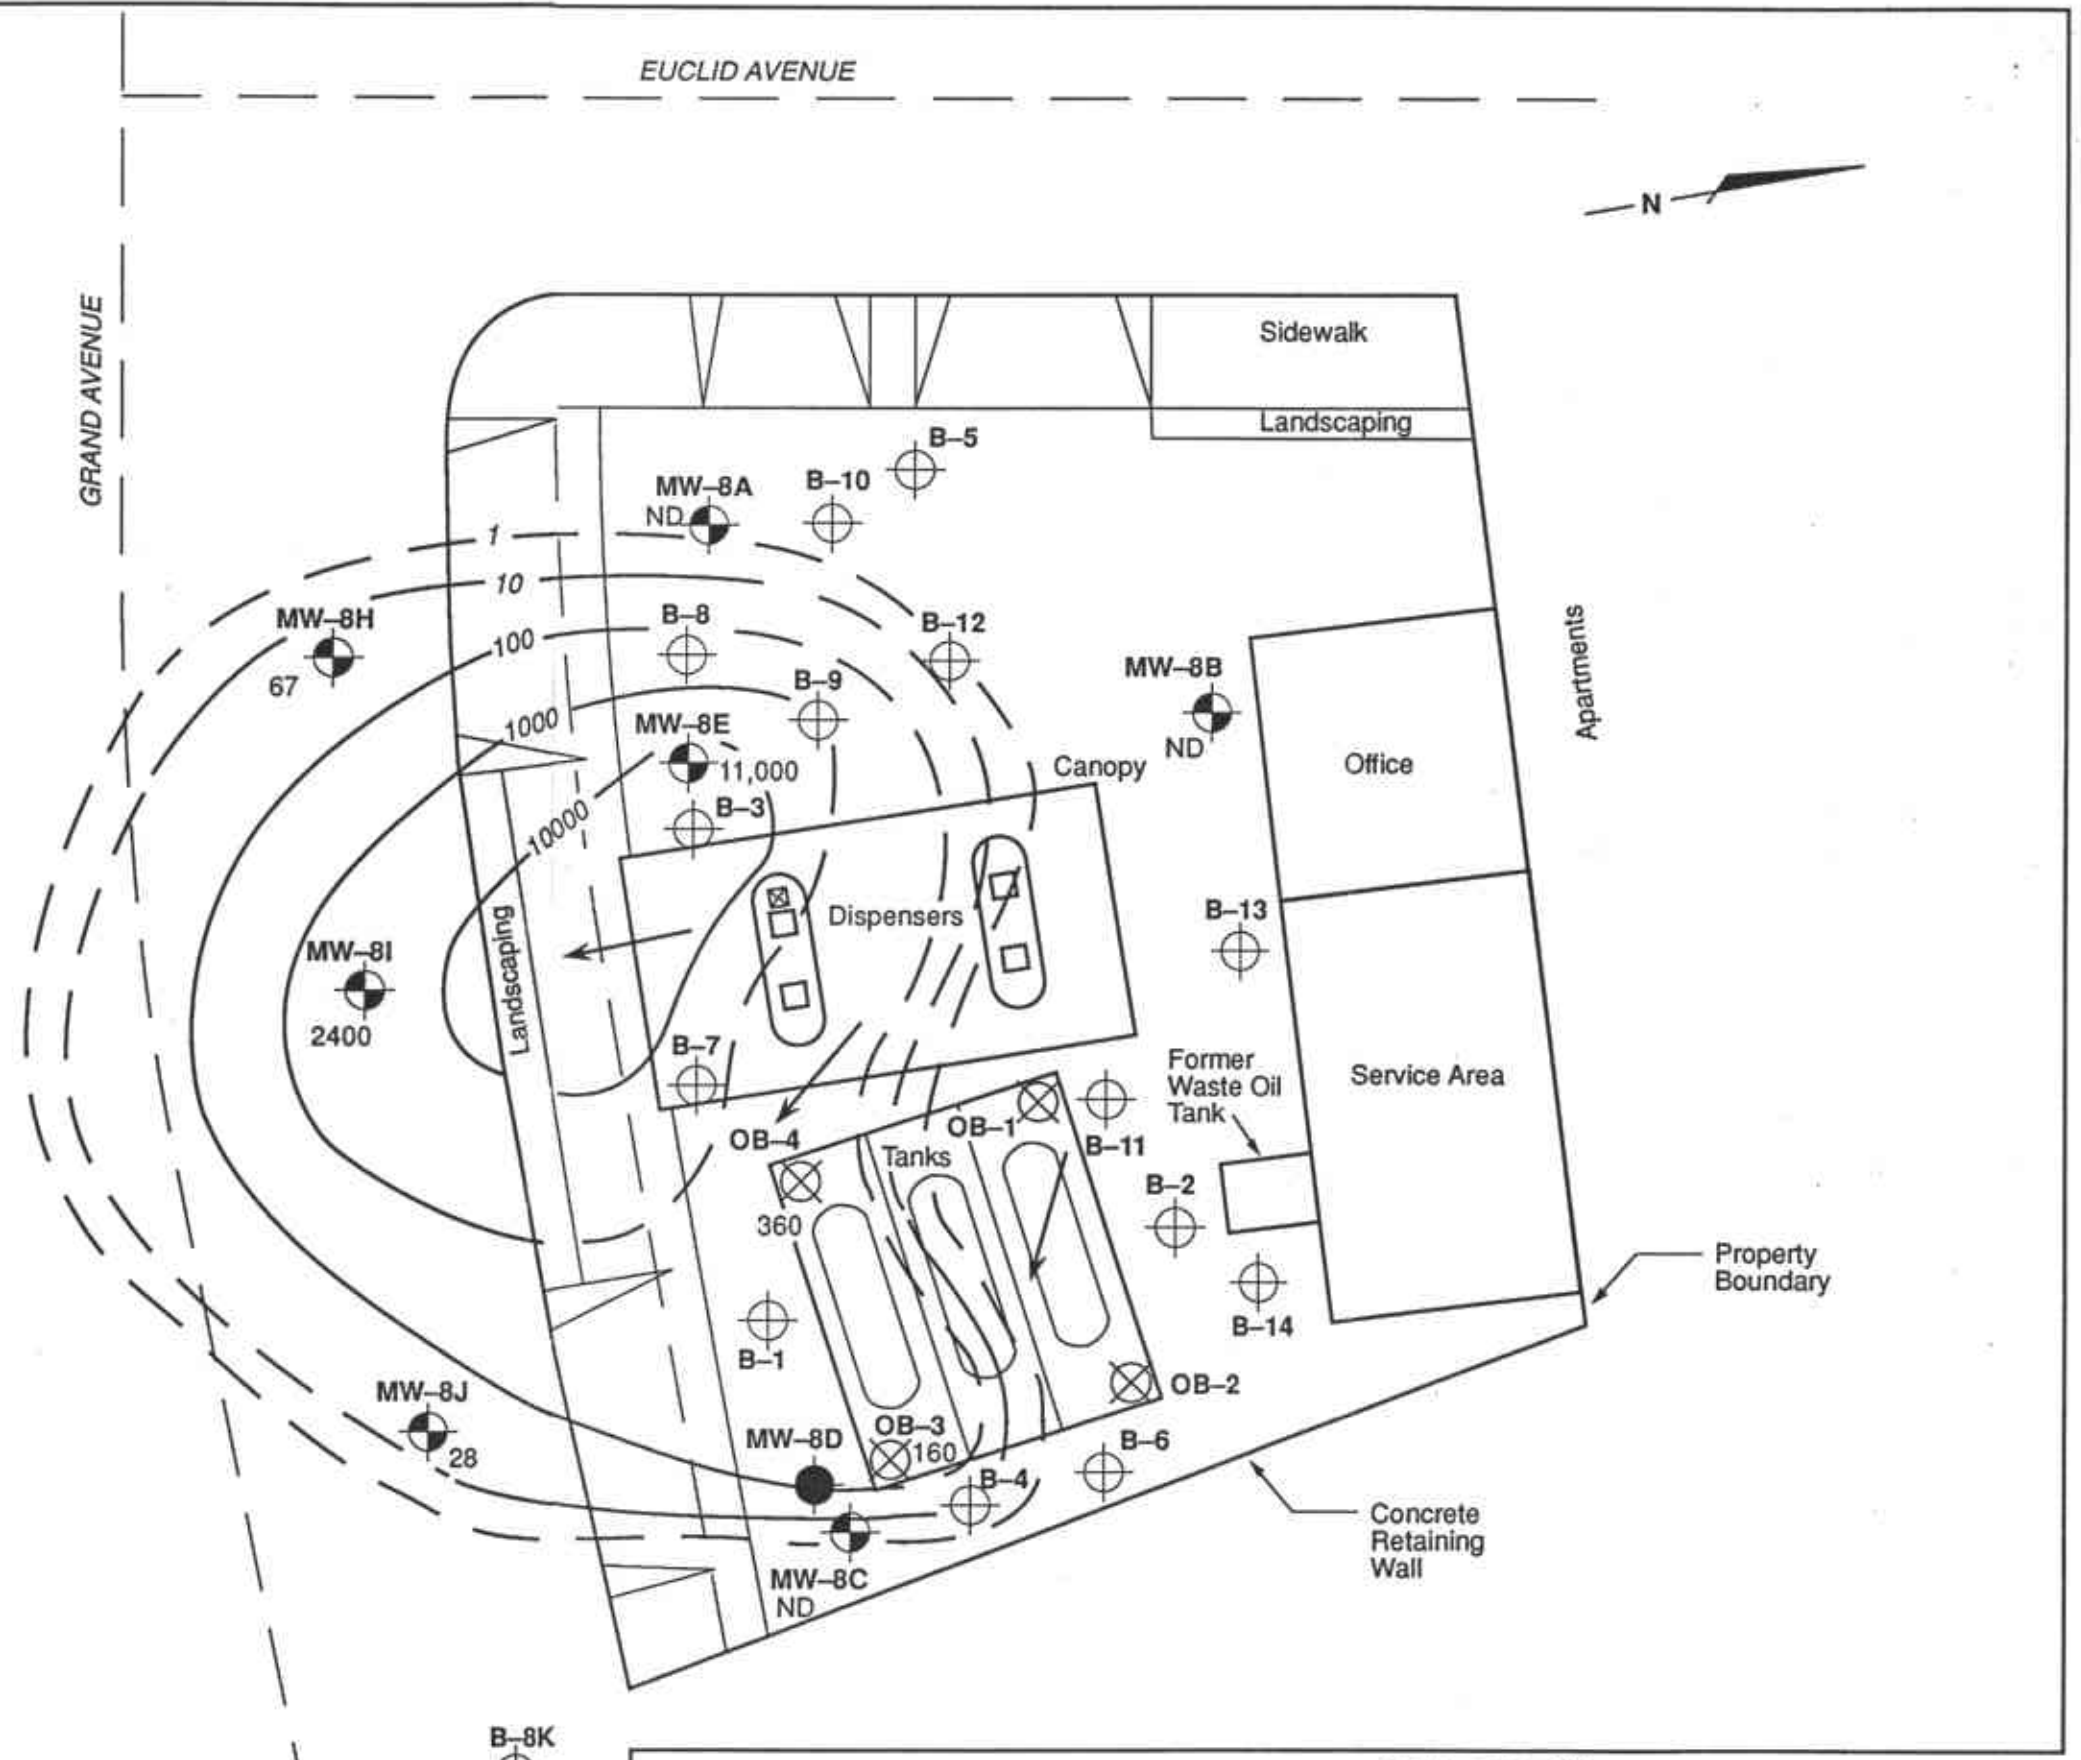 EUCLID AVENUE
N
GRAND AVENUE
Sidewalk
Landscaping
B–5
MW–8A
ND
B–10
1
10
MW–8H
67
100
B–8
B–12
B–9
MW–8B
ND
Apartments
1000
MW–8E
11,000
Office
Canopy
B–3
10000
Dispensers
B–13
Landscaping
MW–8I
2400
B–7
Former
Waste Oil
Tank
Service Area
OB–4
360
Tanks
OB–1
B–11
B–2
Property
Boundary
B–14
B–1
MW–8J
28
OB–2
OB–3
160
MW–8D
B–6
B–4
Concrete
Retaining
Wall
MW–8C
ND
B–8K